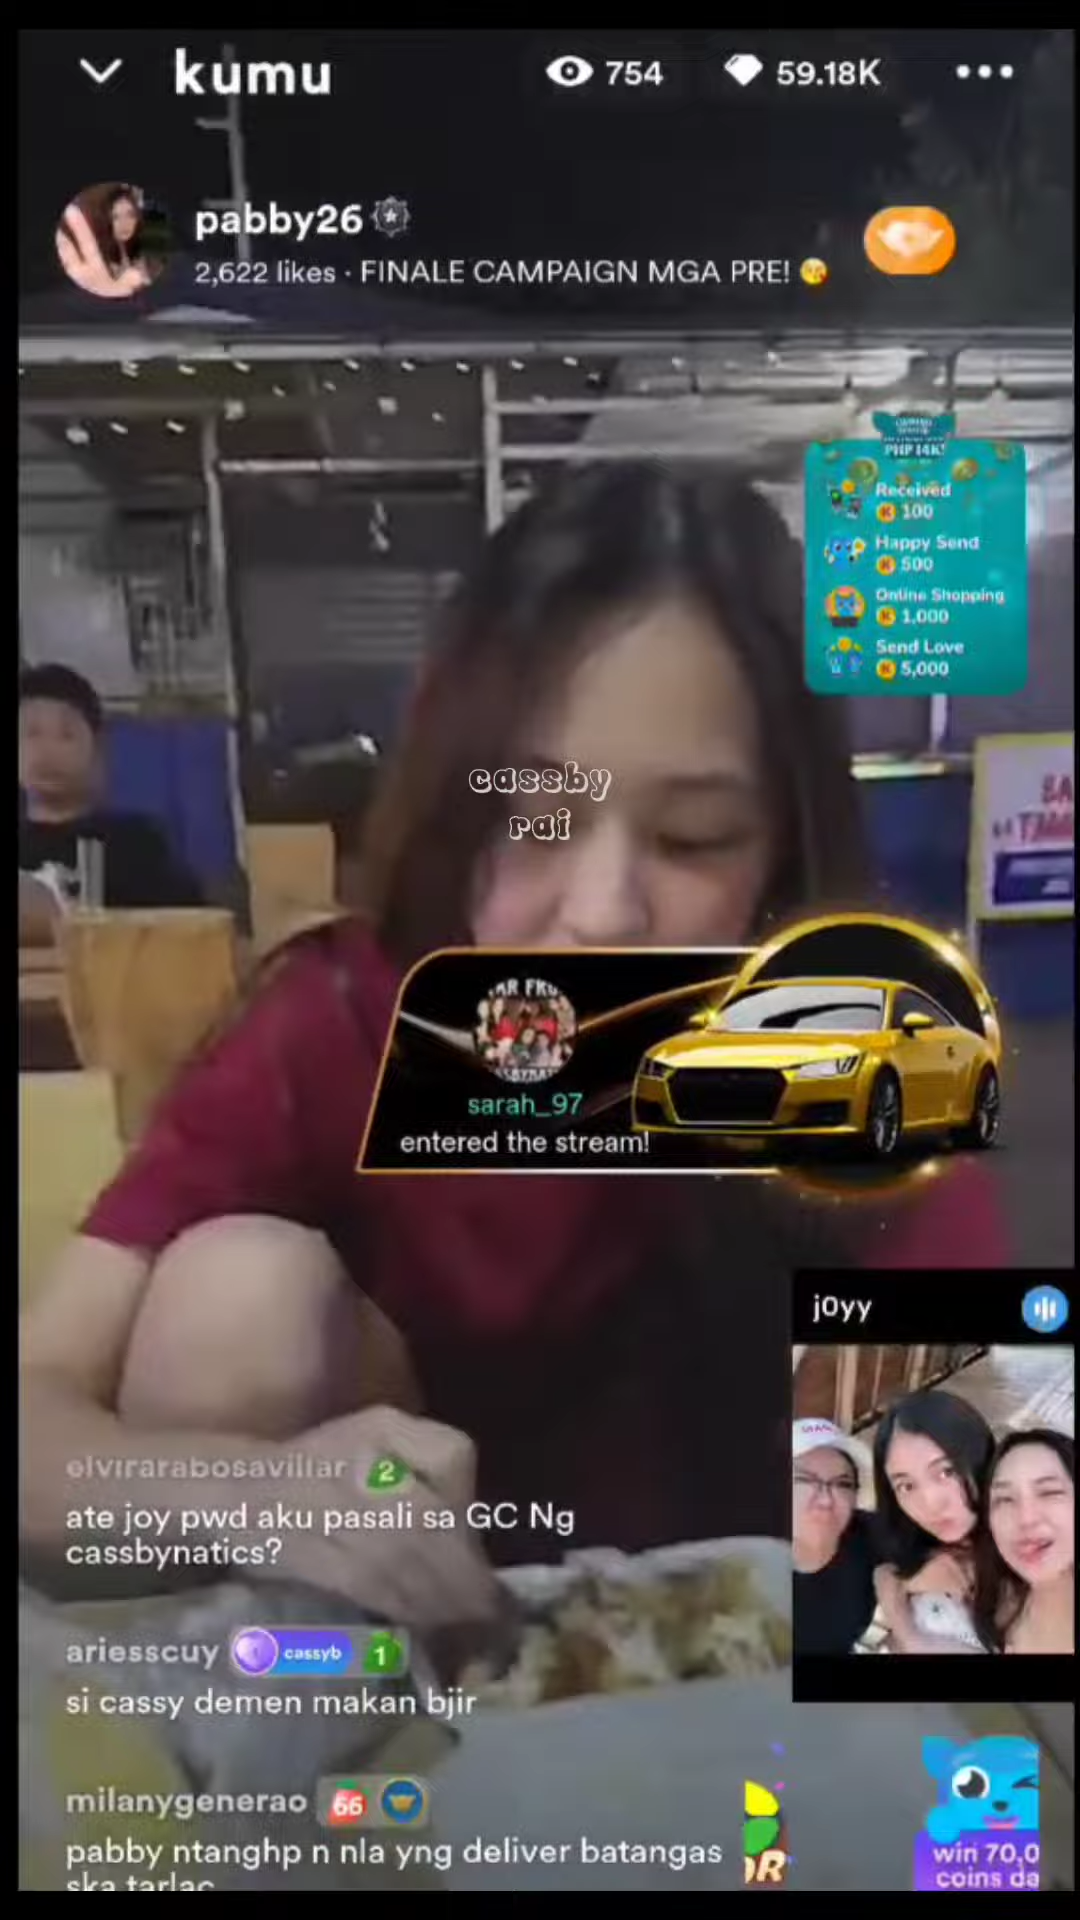 kumu
754
59.18K
pabby26
2,622 likes · FINALE CAMPAIGN MGA PRE! 😘
PHP 14K!
Received
100
Happy Send
500
Online Shopping
1,000
Send Love
5,000
cassby
rai
sarah_97
entered the stream!
j0yy
elvirarabosavillar 2
ate joy pwd aku pasali sa GC Ng
cassbynatics?
ariesscuy cassyb 1
si cassy demen makan bjir
milanygenerao 66
pabby ntanghp n nla yng deliver batangas
ska tarlac
win 70,0
coins da